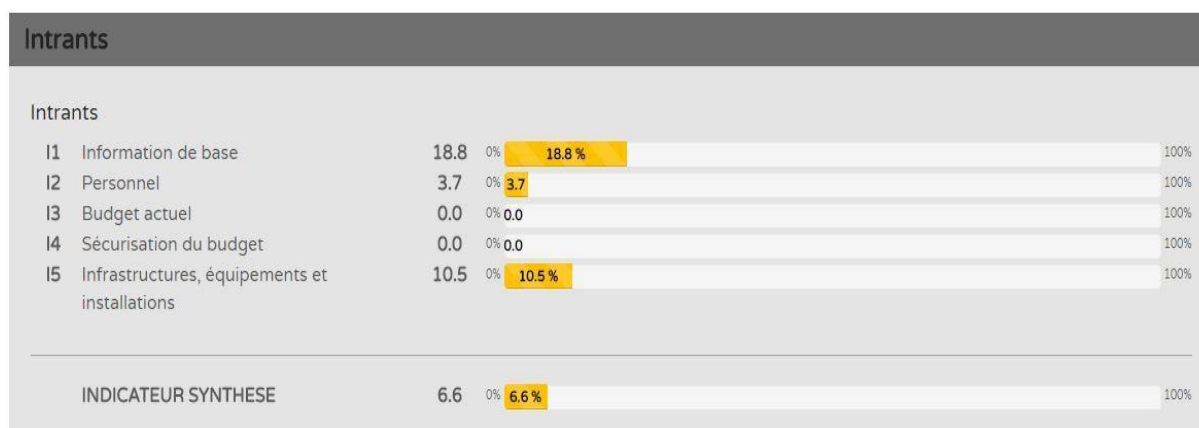 Intrants
Intrants
I1 Information de base 18.8 0% 18.8 % 100%
I2 Personnel 3.7 0% 3.7 100%
I3 Budget actuel 0.0 0% 0.0 100%
I4 Sécurisation du budget 0.0 0% 0.0 100%
I5 Infrastructures, équipements et 10.5 0% 10.5 % 100%
installations
INDICATEUR SYNTHESE 6.6 0% 6.6 % 100%